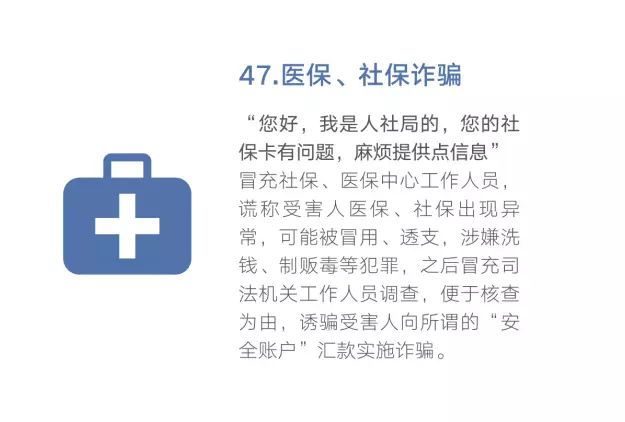 47.医保、社保诈骗
“您好，我是人社局的，您的社
保卡有问题，麻烦提供点信息”
冒充社保、医保中心工作人员，
谎称受害人医保、社保出现异
常，可能被冒用、透支，涉嫌洗
钱、制贩毒等犯罪，之后冒充司
法机关工作人员调查，便于核查
为由，诱骗受害人向所谓的“安
全账户”汇款实施诈骗。